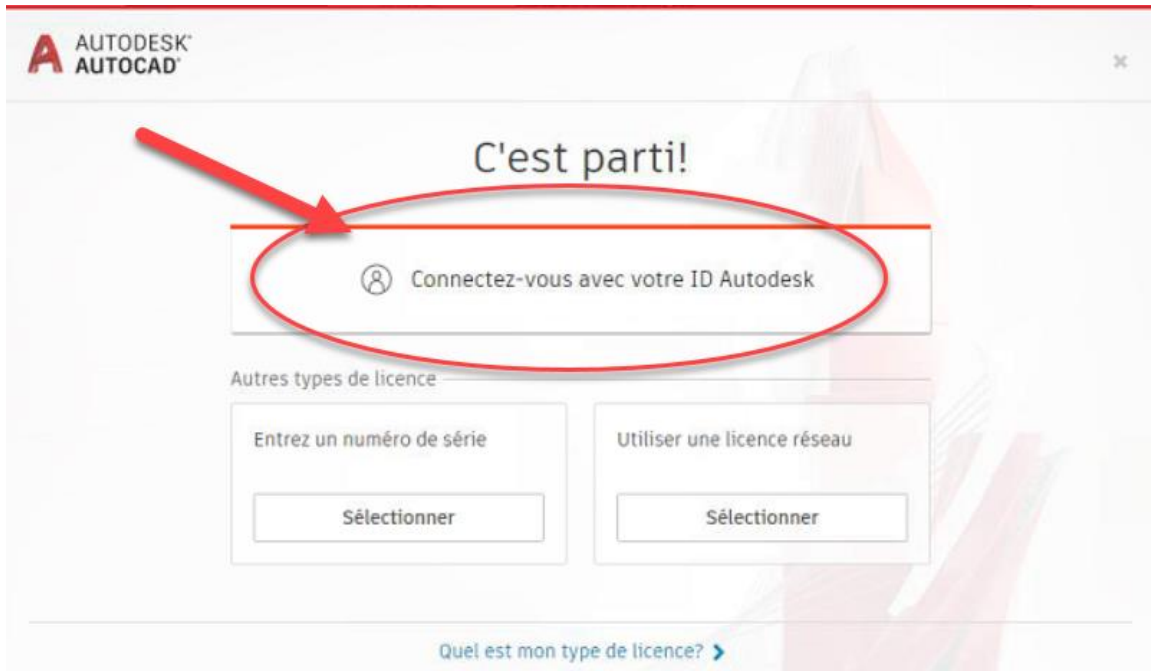 AUTODESK®
AUTOCAD®
C'est parti!
Connectez-vous avec votre ID Autodesk
Autres types de licence
Entrez un numéro de série
Utiliser une licence réseau
Sélectionner
Sélectionner
Quel est mon type de licence?